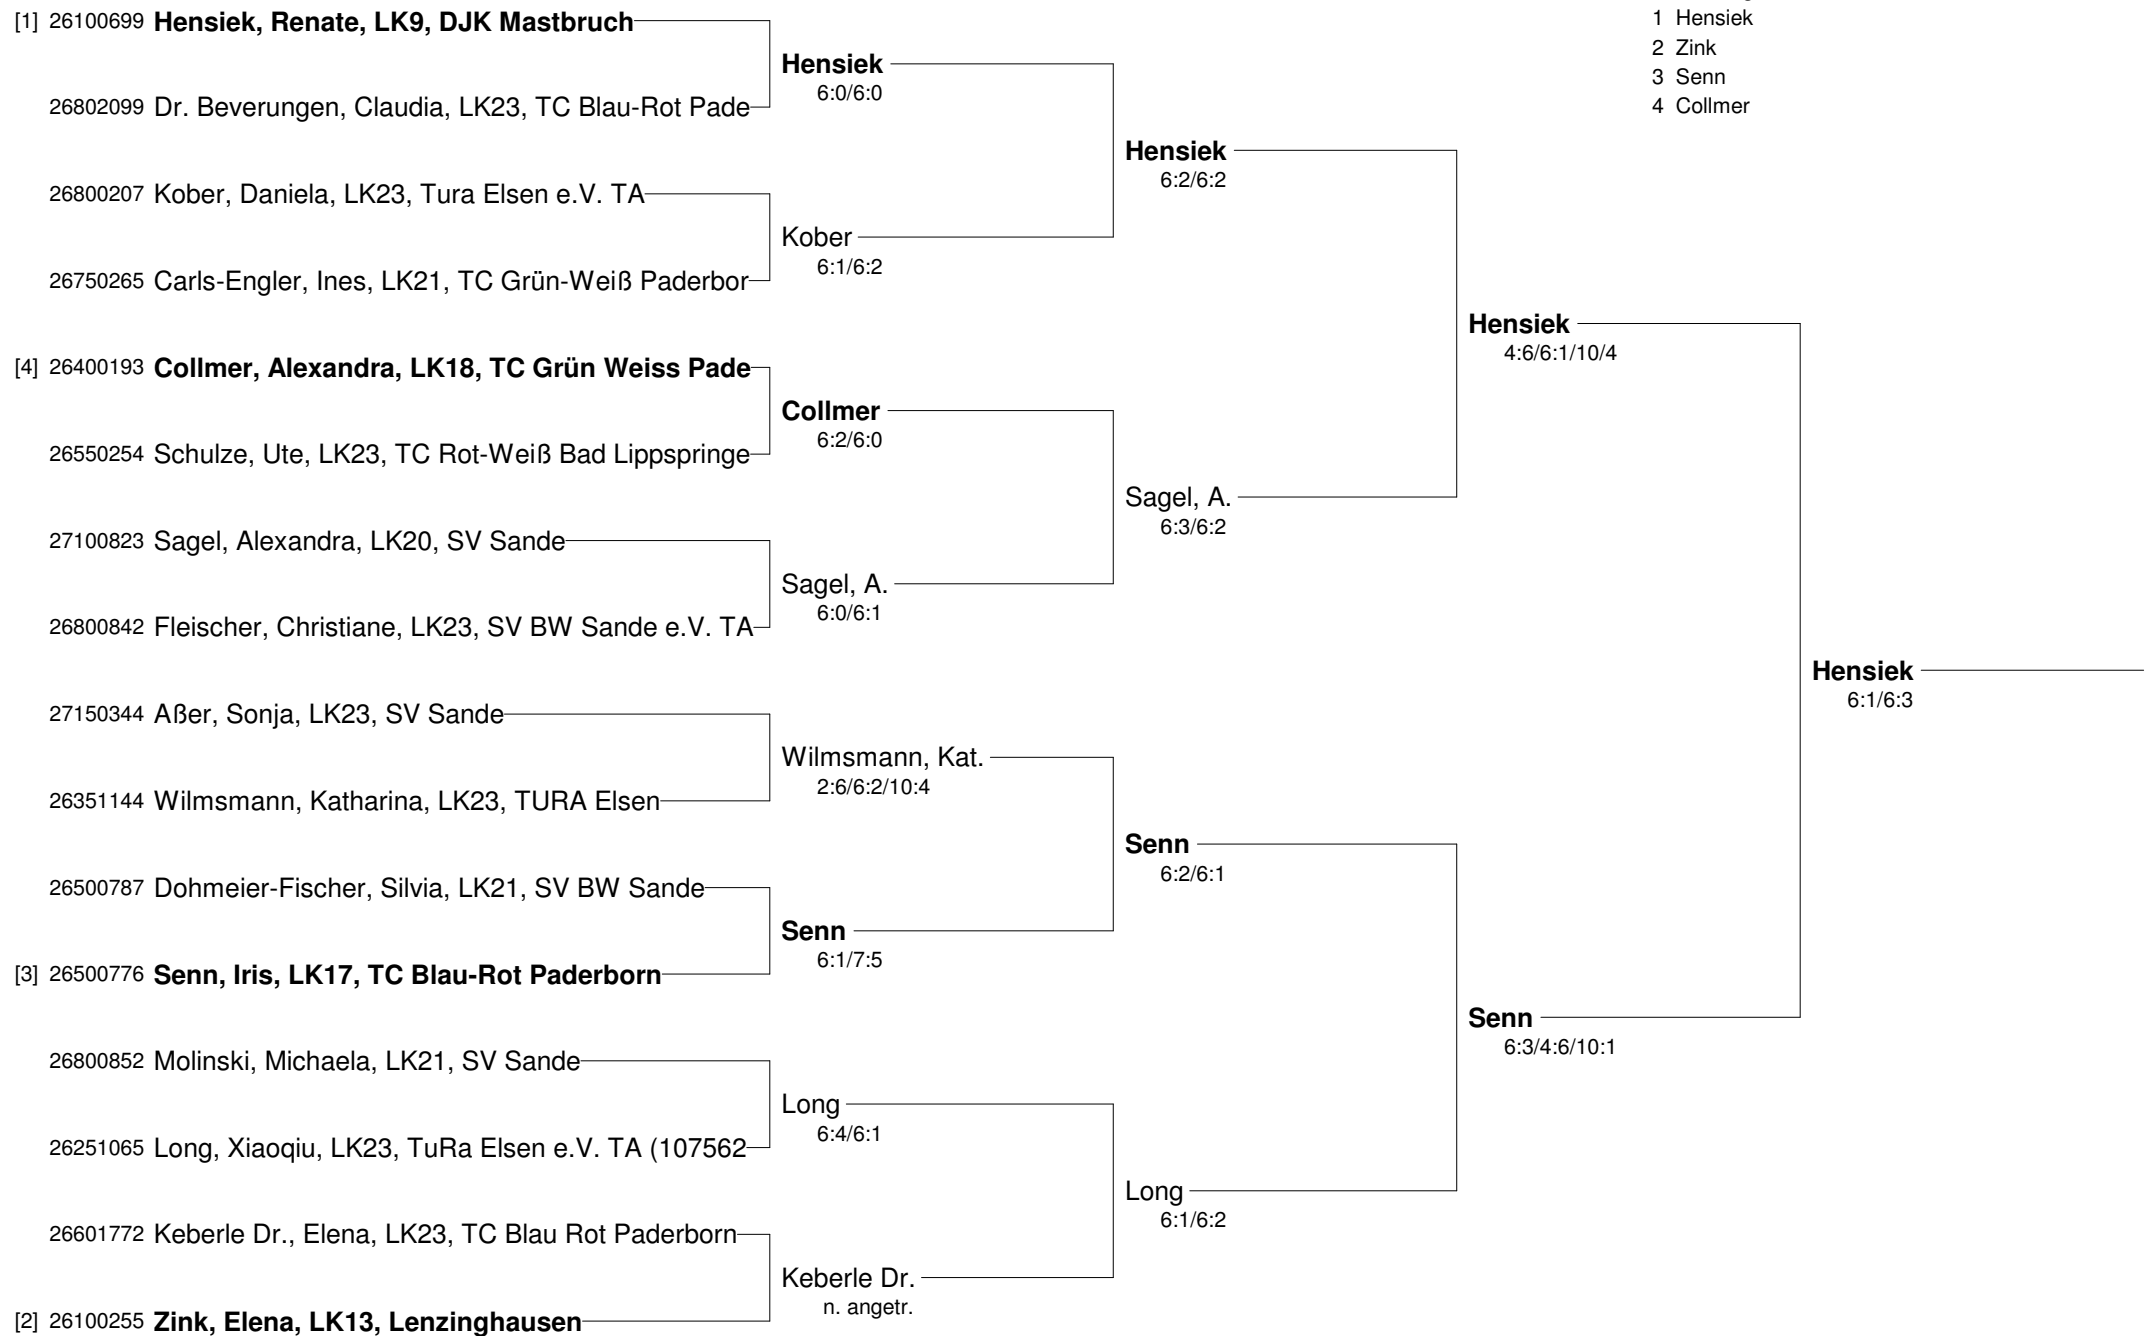 [1] 26100699 Hensiek, Renate, LK9, DJK Mastbruch
26802099 Dr. Beverungen, Claudia, LK23, TC Blau-Rot Pade
26800207 Kober, Daniela, LK23, Tura Elsen e.V. TA
26750265 Carls-Engler, Ines, LK21, TC Grün-Weiß Paderbor
[4] 26400193 Collmer, Alexandra, LK18, TC Grün Weiss Pade
26550254 Schulze, Ute, LK23, TC Rot-Weiß Bad Lippspringe
27100823 Sagel, Alexandra, LK20, SV Sande
26800842 Fleischer, Christiane, LK23, SV BW Sande e.V. TA
27150344 Aßer, Sonja, LK23, SV Sande
26351144 Wilmsmann, Katharina, LK23, TURA Elsen
26500787 Dohmeier-Fischer, Silvia, LK21, SV BW Sande
[3] 26500776 Senn, Iris, LK17, TC Blau-Rot Paderborn
26800852 Molinski, Michaela, LK21, SV Sande
26251065 Long, Xiaoqiu, LK23, TuRa Elsen e.V. TA (107562
26601772 Keberle Dr., Elena, LK23, TC Blau Rot Paderborn
[2] 26100255 Zink, Elena, LK13, Lenzinghausen
Hensiek
6:0/6:0
Kober
6:1/6:2
Collmer
6:2/6:0
Sagel, A.
6:0/6:1
Wilmsmann, Kat.
2:6/6:2/10:4
Senn
6:1/7:5
Long
6:4/6:1
Keberle Dr.
n. angetr.
Hensiek
6:2/6:2
Sagel, A.
6:3/6:2
Senn
6:2/6:1
Long
6:1/6:2
Hensiek
4:6/6:1/10/4
Senn
6:3/4:6/10:1
Hensiek
6:1/6:3
1 Hensiek
2 Zink
3 Senn
4 Collmer